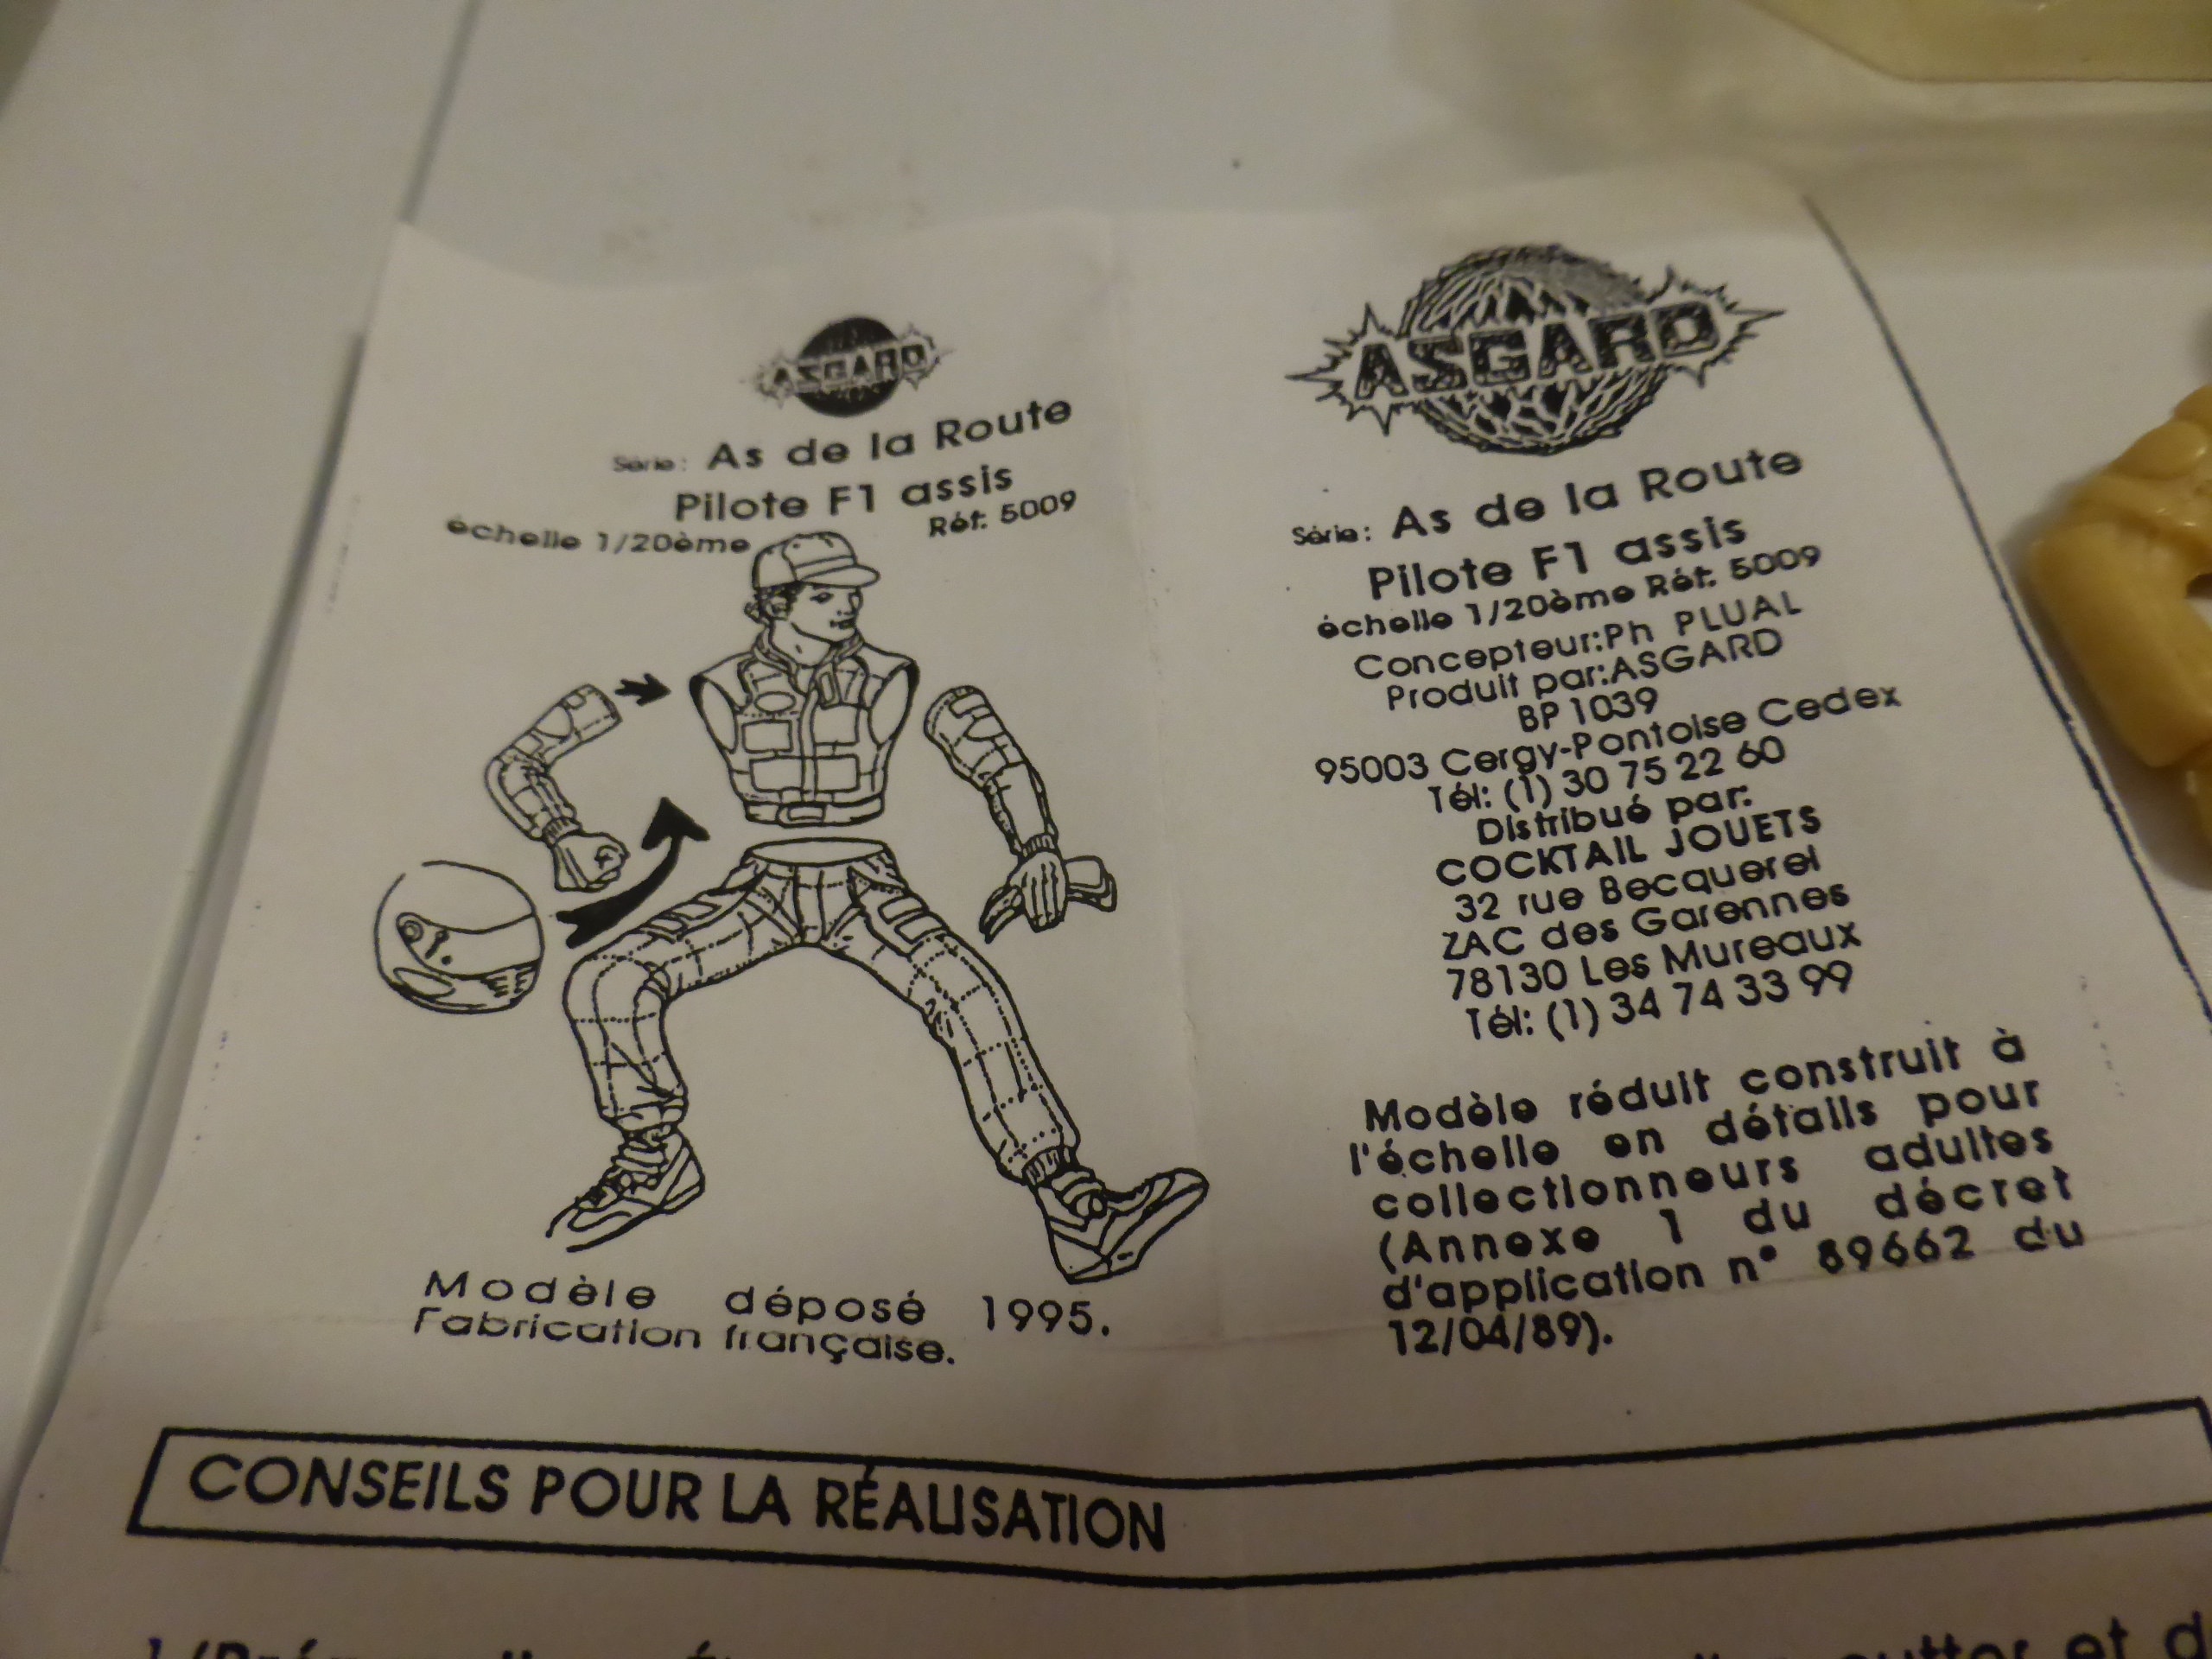 ASGARD
Série: As de la Route
Pilote F1 assis
échelle 1/20ème Réf: 5009
Modèle déposé 1995.
Fabrication française.
ASGARD
Série: As de la Route
Pilote F1 assis
échelle 1/20ème Réf: 5009
Concepteur:Ph PLUAL
Produit par:ASGARD
BP 1039
95003 Cergy-Pontoise Cedex
Tél: (1) 30 75 22 60
Distribué par:
COCKTAIL JOUETS
32 rue Becquerel
ZAC des Garennes
78130 Les Mureaux
Tél: (1) 34 74 33 99
Modèle réduit construit à
l'échelle en détails pour
collectionneurs adultes
(Annexe 1 du décret
d'application n° 89662 du
12/04/89).
CONSEILS POUR LA RÉALISATION
cutter et